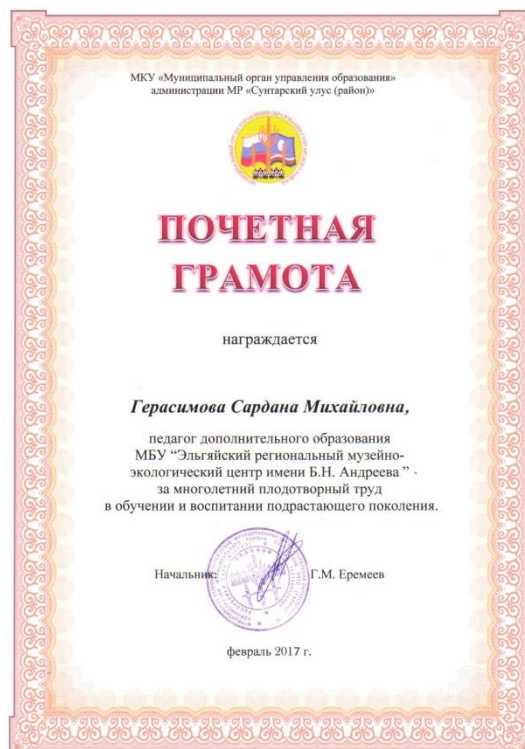 МКУ «Муниципальный орган управления образования»
администрации МР «Сунтарский улус (район)»
ПОЧЕТНАЯ
ГРАМОТА
награждается
Герасимова Сардана Михайловна,
педагог дополнительного образования
МБУ “Эльгяйский региональный музейно-
экологический центр имени Б.Н. Андреева ”
за многолетний плодотворный труд
в обучении и воспитании подрастающего поколения.
Начальник: Г.М. Еремеев
февраль 2017 г.